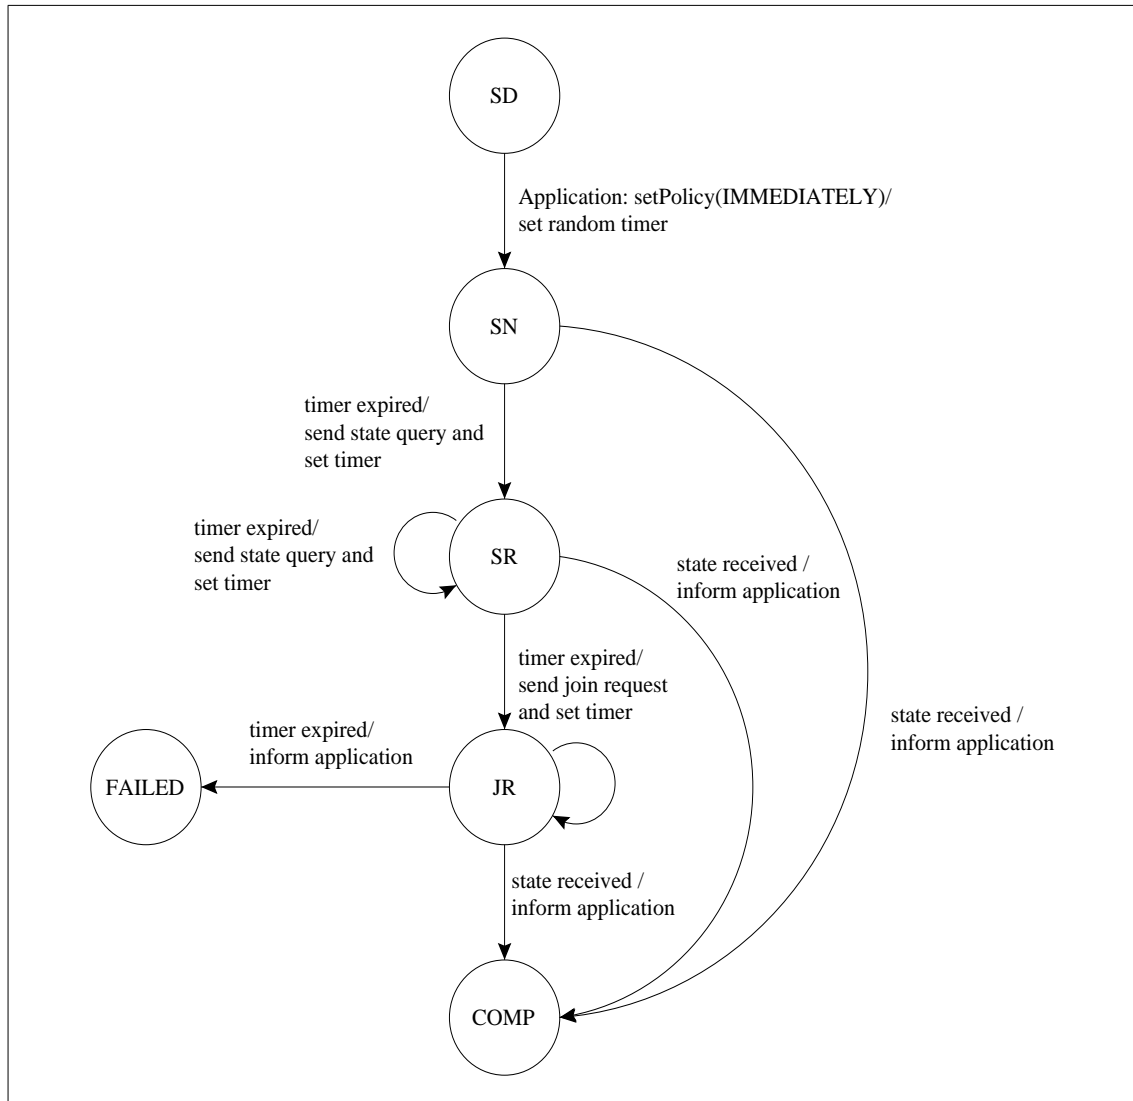 SD
Application: setPolicy(IMMEDIATELY)/
set random timer
SN
timer expired/
send state query and
set timer
timer expired/
send state query and
set timer
SR
state received /
inform application
timer expired/
send join request
and set timer
state received /
inform application
timer expired/
inform application
FAILED
JR
state received /
inform application
COMP